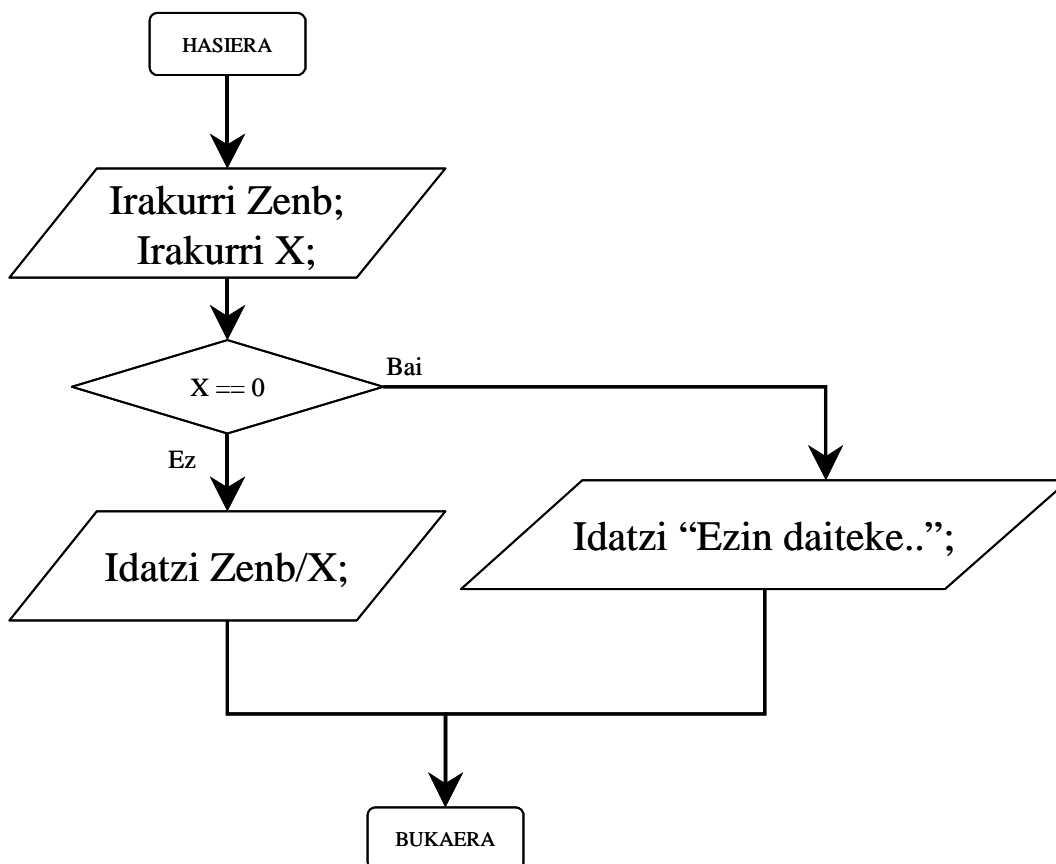 HASIERA
Irakurri Zenb;
Irakurri X;
X == 0
Bai
Ez
Idatzi Zenb/X;
Idatzi “Ezin daiteke..”;
BUKAERA